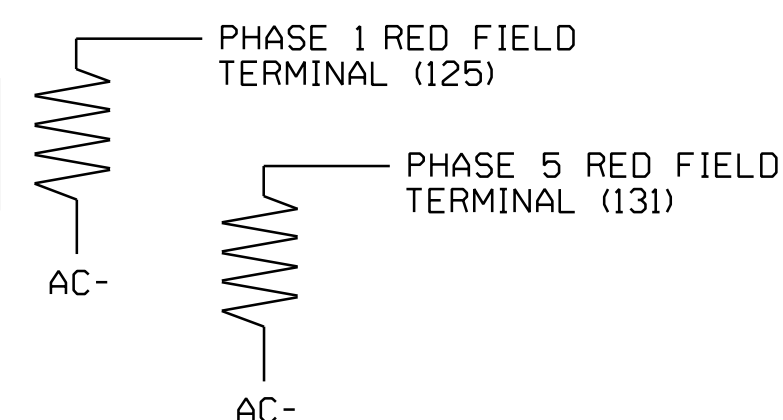 PHASE 1 RED FIELD
TERMINAL (125)
PHASE 5 RED FIELD
TERMINAL (131)
AC-
AC-